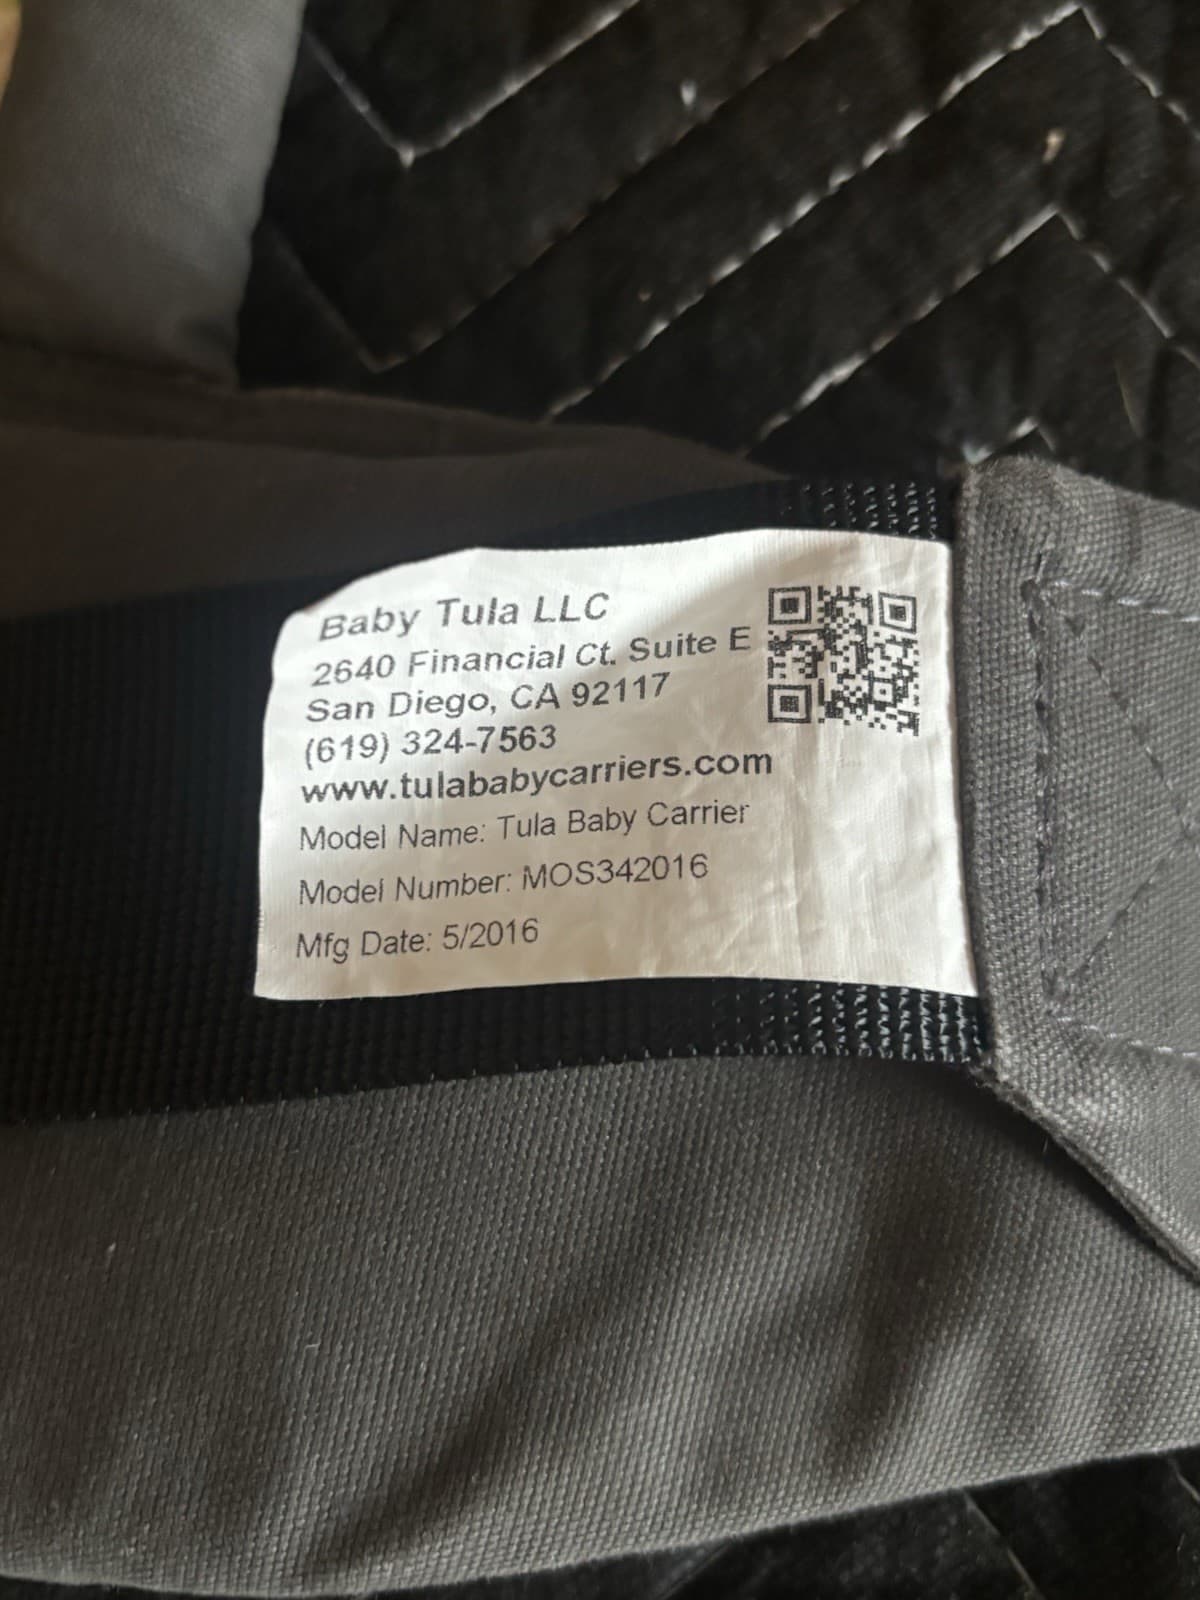 Baby Tula LLC
2640 Financial Ct. Suite E
San Diego, CA 92117
(619) 324-7563
www.tulababycarriers.com
Model Name: Tula Baby Carrier
Model Number: MOS342016
Mfg Date: 5/2016